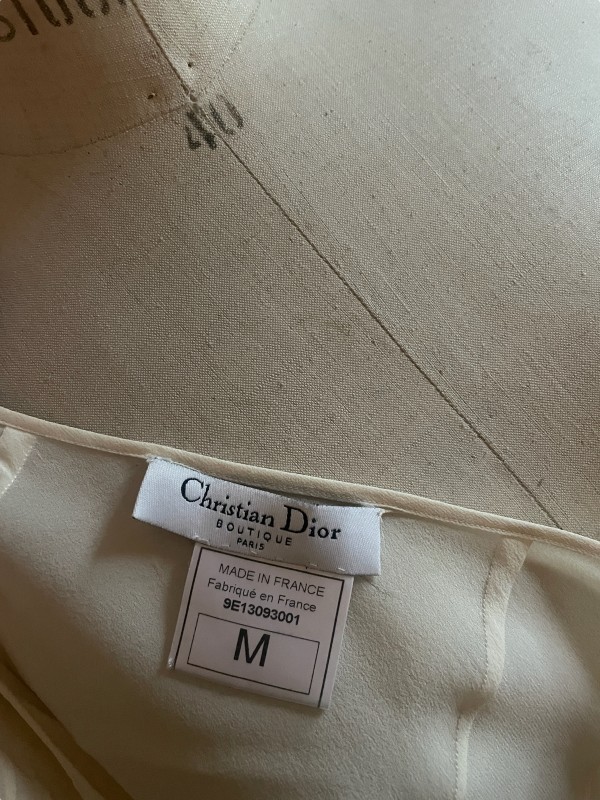 40
Christian Dior
BOUTIQUE
PARIS
MADE IN FRANCE
Fabriqué en France
9E13093001
M